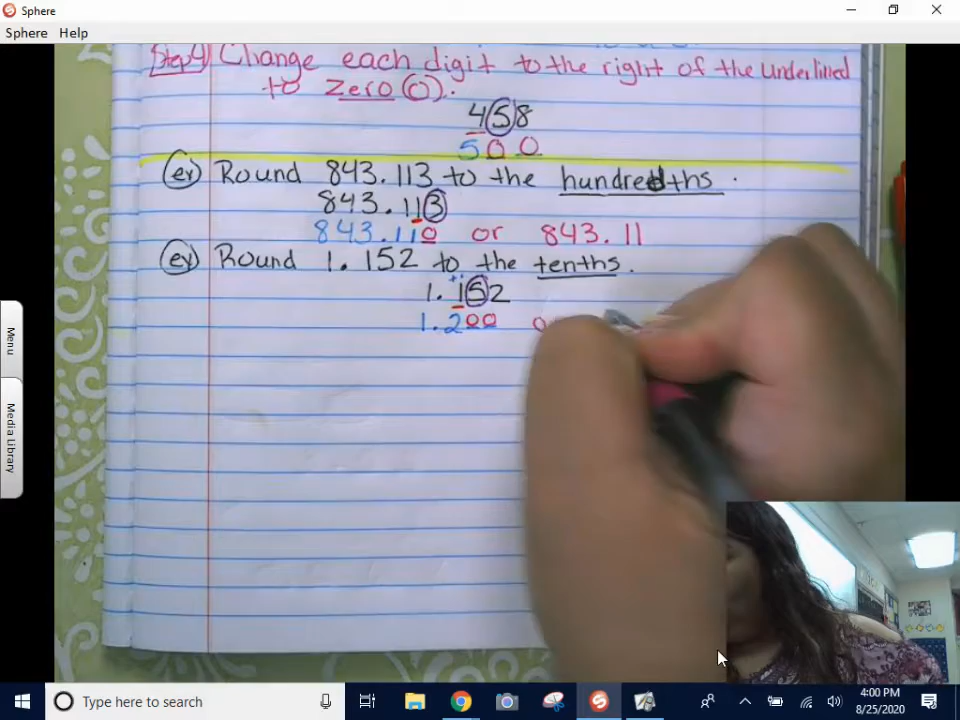 Sphere
Sphere Help
Step 4 Change each digit to the right of the underlined
to zero (0).
458
500
ex Round 843.113 to the hundredths.
843.113
843.110 or 843.11
ex Round 1.152 to the tenths.
+1
1.152
1.200 o
Menu
Media Library
Type here to search
4:00 PM
8/25/2020